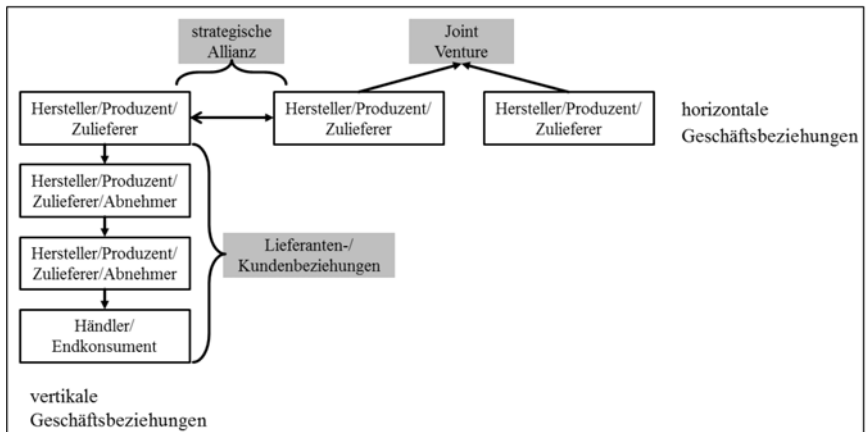 strategische
Allianz
Joint
Venture
Hersteller/Produzent/
Zulieferer
Hersteller/Produzent/
Zulieferer
Hersteller/Produzent/
Zulieferer
horizontale
Geschäftsbeziehungen
Hersteller/Produzent/
Zulieferer/Abnehmer
Hersteller/Produzent/
Zulieferer/Abnehmer
Lieferanten-/
Kundenbeziehungen
Händler/
Endkonsument
vertikale
Geschäftsbeziehungen